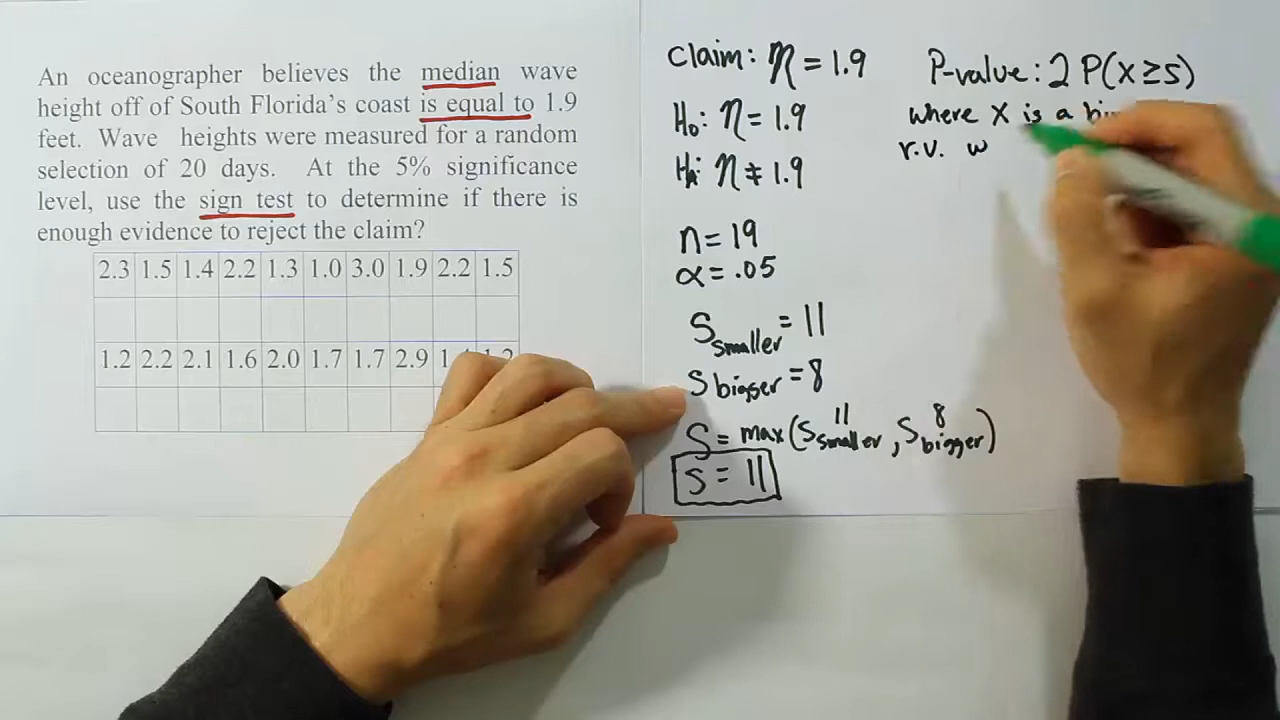 An oceanographer believes the median wave
height off of South Florida's coast is equal to 1.9
feet. Wave heights were measured for a random
selection of 20 days. At the 5% significance
level, use the sign test to determine if there is
enough evidence to reject the claim?
2.3 1.5 1.4 2.2 1.3 1.0 3.0 1.9 2.2 1.5
1.2 2.2 2.1 1.6 2.0 1.7 1.7 2.9
Claim: η = 1.9
H₀: η = 1.9
Hₐ: η ≠ 1.9
n = 19
α = .05
S smaller = 11
S bigger = 8
11 8
S = max(S smaller, S bigger)
S = 11
P-value: 2 P(X ≥ S)
where X is a
r.v. w